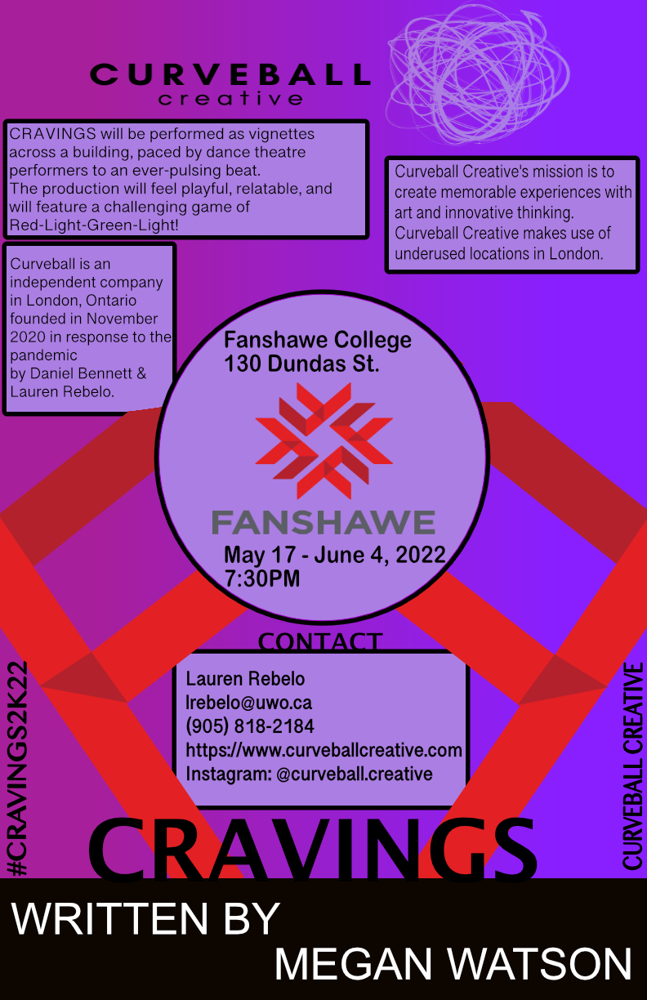 CURVEBALL
creative
CRAVINGS will be performed as vignettes
across a building, paced by dance theatre
performers to an ever-pulsing beat.
The production will feel playful, relatable, and
will feature a challenging game of
Red-Light-Green-Light!
Curveball Creative's mission is to
create memorable experiences with
art and innovative thinking.
Curveball Creative makes use of
underused locations in London.
Curveball is an
independent company
in London, Ontario
founded in November
2020 in response to the
pandemic
by Daniel Bennett &
Lauren Rebelo.
Fanshawe College
130 Dundas St.
FANSHAWE
May 17 - June 4, 2022
7:30PM
CONTACT
Lauren Rebelo
lrebelo@uwo.ca
(905) 818-2184
https://www.curveballcreative.com
Instagram: @curveball.creative
#CRAVINGS2K22
CURVEBALL CREATIVE
CRAVINGS
WRITTEN BY
MEGAN WATSON